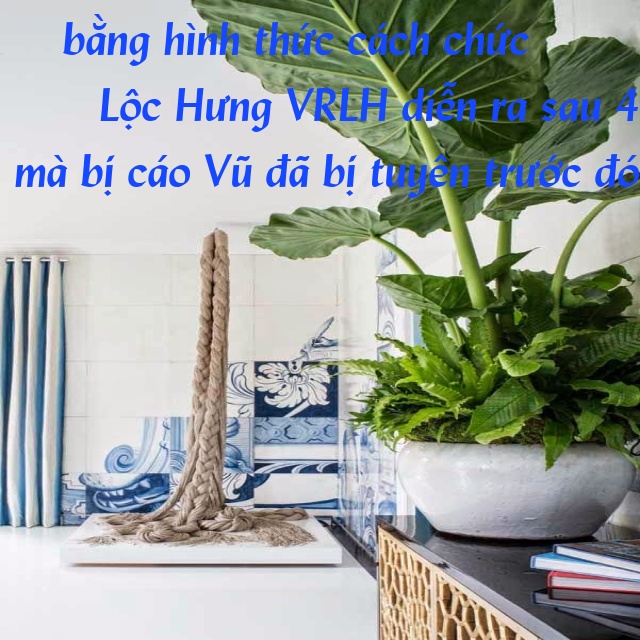 bằng hình thức cách chức
Lộc Hưng VRLH diễn ra sau 4
mà bị cáo Vũ đã bị tuyên trước đó